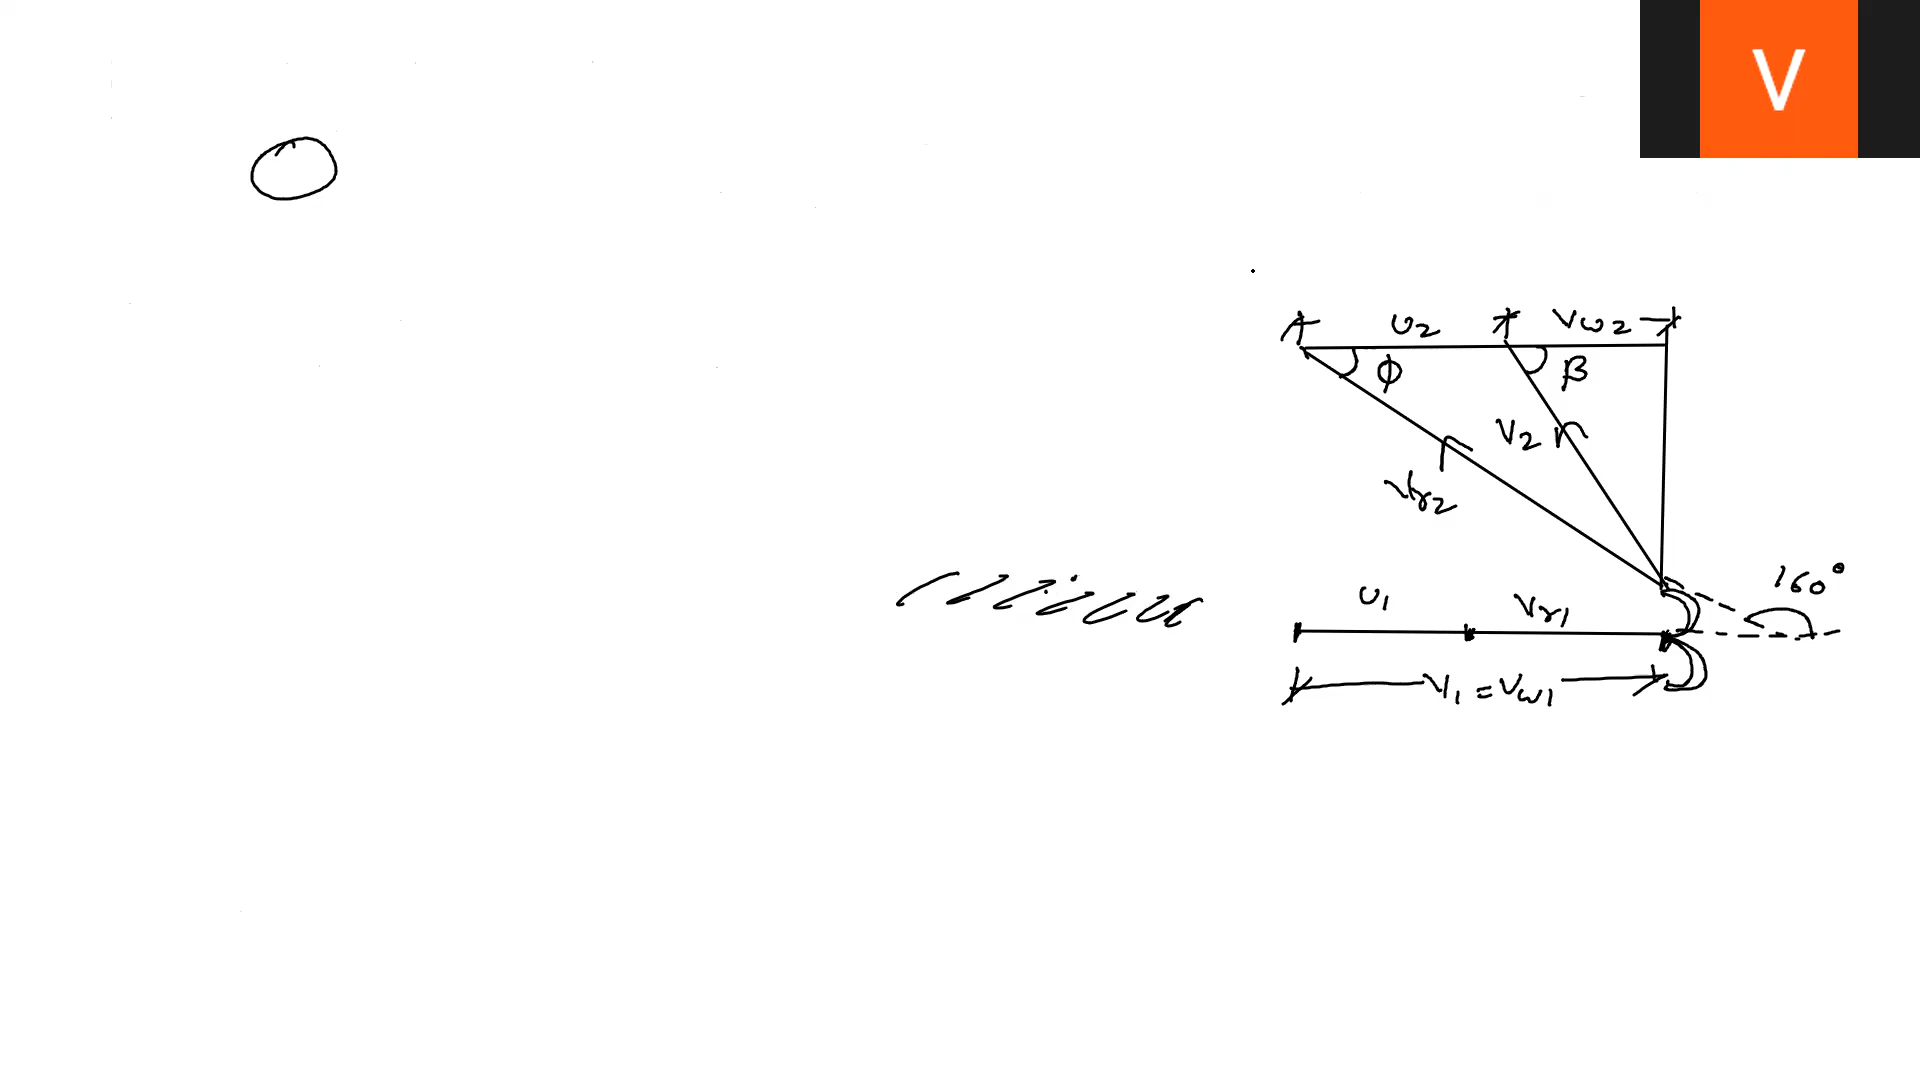 V
u2 Vw2
φ β
V2
Vr2
160°
u1 Vr1
V1 = Vw1